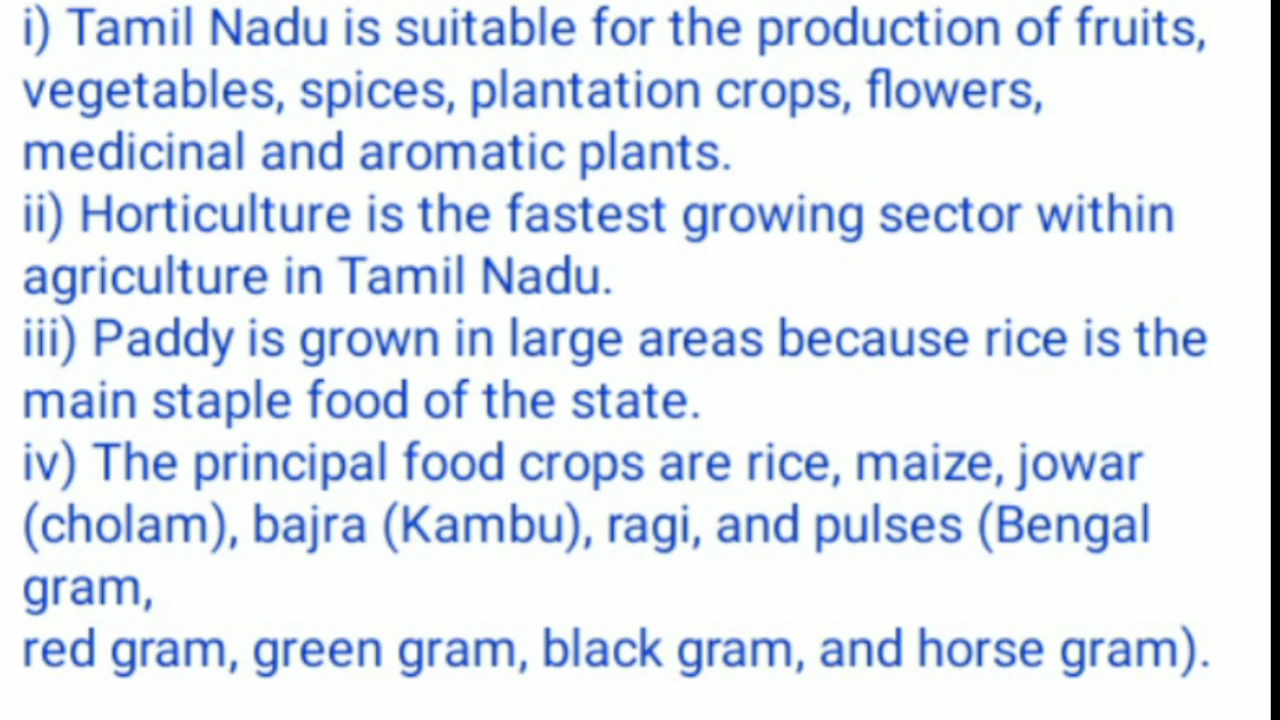 i) Tamil Nadu is suitable for the production of fruits,
vegetables, spices, plantation crops, flowers,
medicinal and aromatic plants.
ii) Horticulture is the fastest growing sector within
agriculture in Tamil Nadu.
iii) Paddy is grown in large areas because rice is the
main staple food of the state.
iv) The principal food crops are rice, maize, jowar
(cholam), bajra (Kambu), ragi, and pulses (Bengal
gram,
red gram, green gram, black gram, and horse gram).